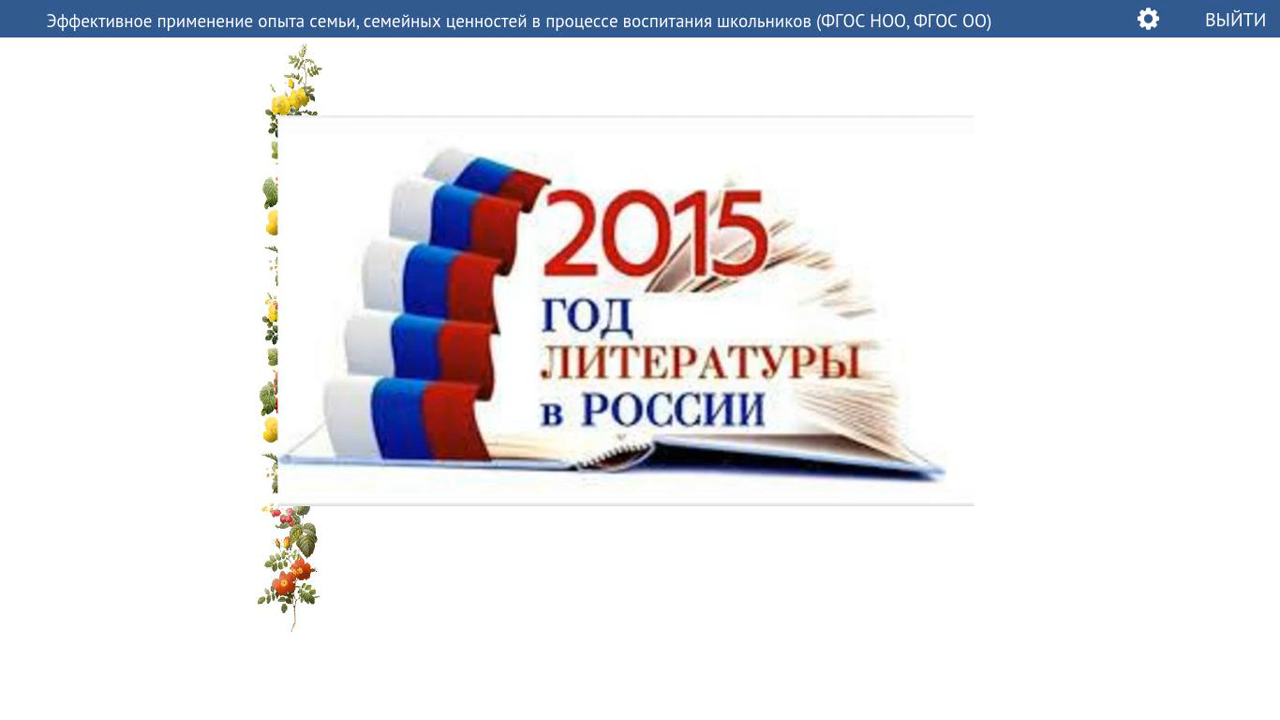 Эффективное применение опыта семьи, семейных ценностей в процессе воспитания школьников (ФГОС НОО, ФГОС ОО)
ВЫЙТИ
2015
ГОД
ЛИТЕРАТУРЫ
в РОССИИ